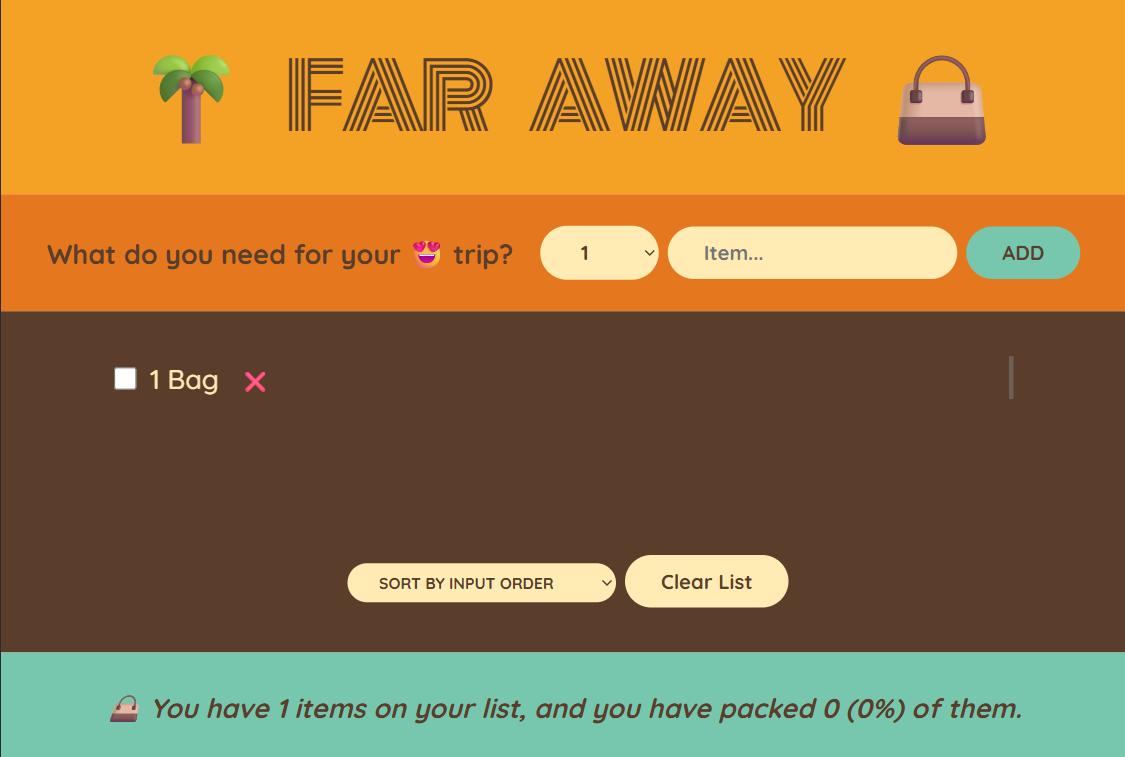 🌴 FAR AWAY 👜
What do you need for your 😍 trip? 1 Item... ADD
1 Bag ❌
SORT BY INPUT ORDER Clear List
👜 You have 1 items on your list, and you have packed 0 (0%) of them.